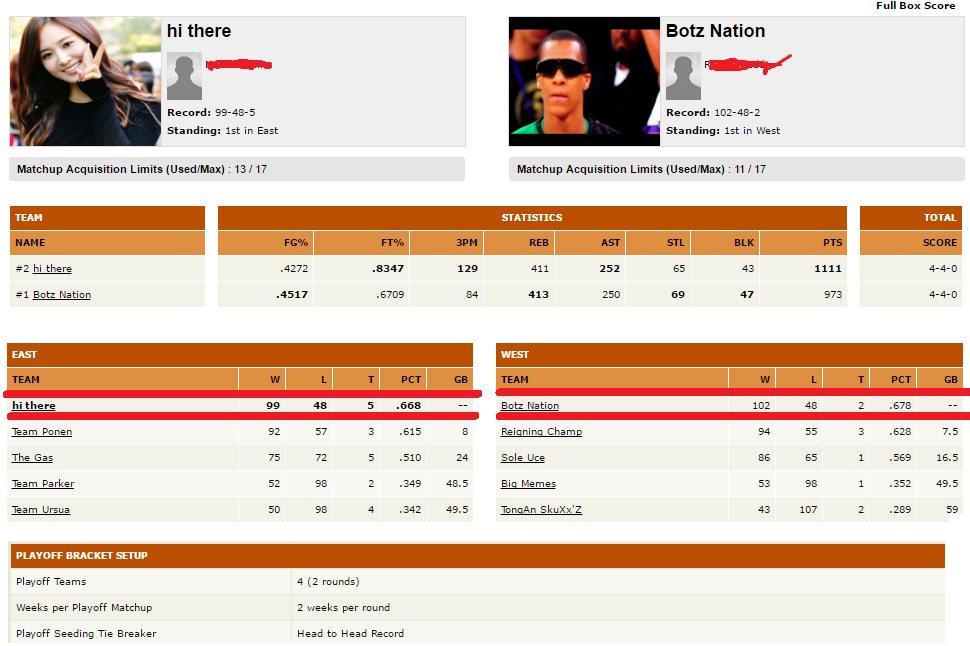 Full Box Score
hi there
Record: 99-48-5
Standing: 1st in East
Botz Nation
Record: 102-48-2
Standing: 1st in West
Matchup Acquisition Limits (Used/Max) : 13 / 17
Matchup Acquisition Limits (Used/Max) : 11 / 17
TEAM STATISTICS TOTAL
NAME FG% FT% 3PM REB AST STL BLK PTS SCORE
#2 hi there .4272 .8347 129 411 252 65 43 1111 4-4-0
#1 Botz Nation .4517 .6709 84 413 250 69 47 973 4-4-0
EAST
TEAM W L T PCT GB
hi there 99 48 5 .668 --
Team Ponen 92 57 3 .615 8
The Gas 75 72 5 .510 24
Team Parker 52 98 2 .349 48.5
Team Ursua 50 98 4 .342 49.5
WEST
TEAM W L T PCT GB
Botz Nation 102 48 2 .678 --
Reigning Champ 94 55 3 .628 7.5
Sole Uce 86 65 1 .569 16.5
Big Memes 53 98 1 .352 49.5
TongAn SkuXx'Z 43 107 2 .289 59
PLAYOFF BRACKET SETUP
Playoff Teams 4 (2 rounds)
Weeks per Playoff Matchup 2 weeks per round
Playoff Seeding Tie Breaker Head to Head Record